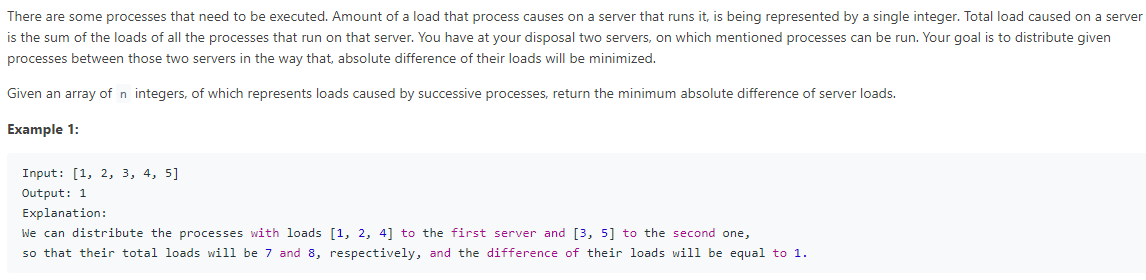 There are some processes that need to be executed. Amount of a load that process causes on a server that runs it, is being represented by a single integer. Total load caused on a server
is the sum of the loads of all the processes that run on that server. You have at your disposal two servers, on which mentioned processes can be run. Your goal is to distribute given
processes between those two servers in the way that, absolute difference of their loads will be minimized.
Given an array of n integers, of which represents loads caused by successive processes, return the minimum absolute difference of server loads.
Example 1:
Input: [1, 2, 3, 4, 5]
Output: 1
Explanation:
We can distribute the processes with loads [1, 2, 4] to the first server and [3, 5] to the second one,
so that their total loads will be 7 and 8, respectively, and the difference of their loads will be equal to 1.